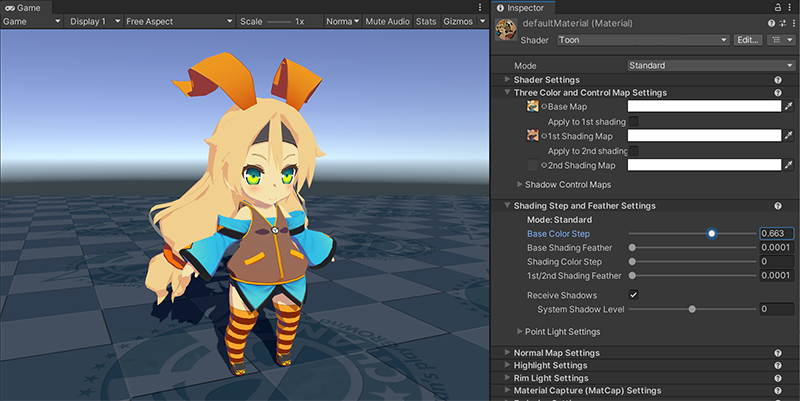 Game
Game
Display 1
Free Aspect
Scale
1x
Norma
Mute Audio
Stats
Gizmos
Inspector
defaultMaterial (Material)
Shader
Toon
Edit...
Mode
Standard
Shader Settings
Three Color and Control Map Settings
Base Map
Apply to 1st shading
1st Shading Map
Apply to 2nd shading
2nd Shading Map
Shadow Control Maps
Shading Step and Feather Settings
Mode: Standard
Base Color Step
0.663
Base Shading Feather
0.0001
Shading Color Step
0
1st/2nd Shading Feather
0.0001
Receive Shadows
System Shadow Level
0
Point Light Settings
Normal Map Settings
Highlight Settings
Rim Light Settings
Material Capture (MatCap) Settings